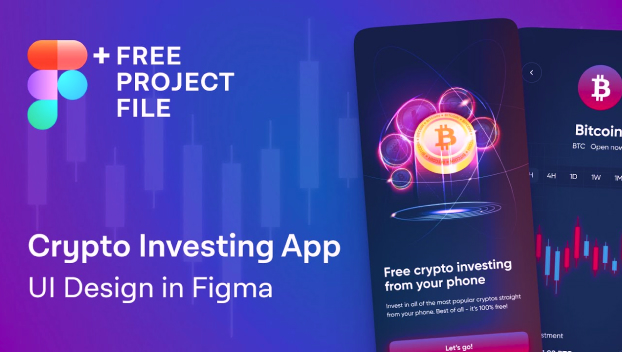 + FREE
PROJECT
FILE
Crypto Investing App
UI Design in Figma
Free crypto investing
from your phone
Invest in all of the most popular cryptos straight
from your phone. Best of all - it's 100% free!
Let's go!
Bitcoin
BTC Open now
H 4H 1D 1W 1M